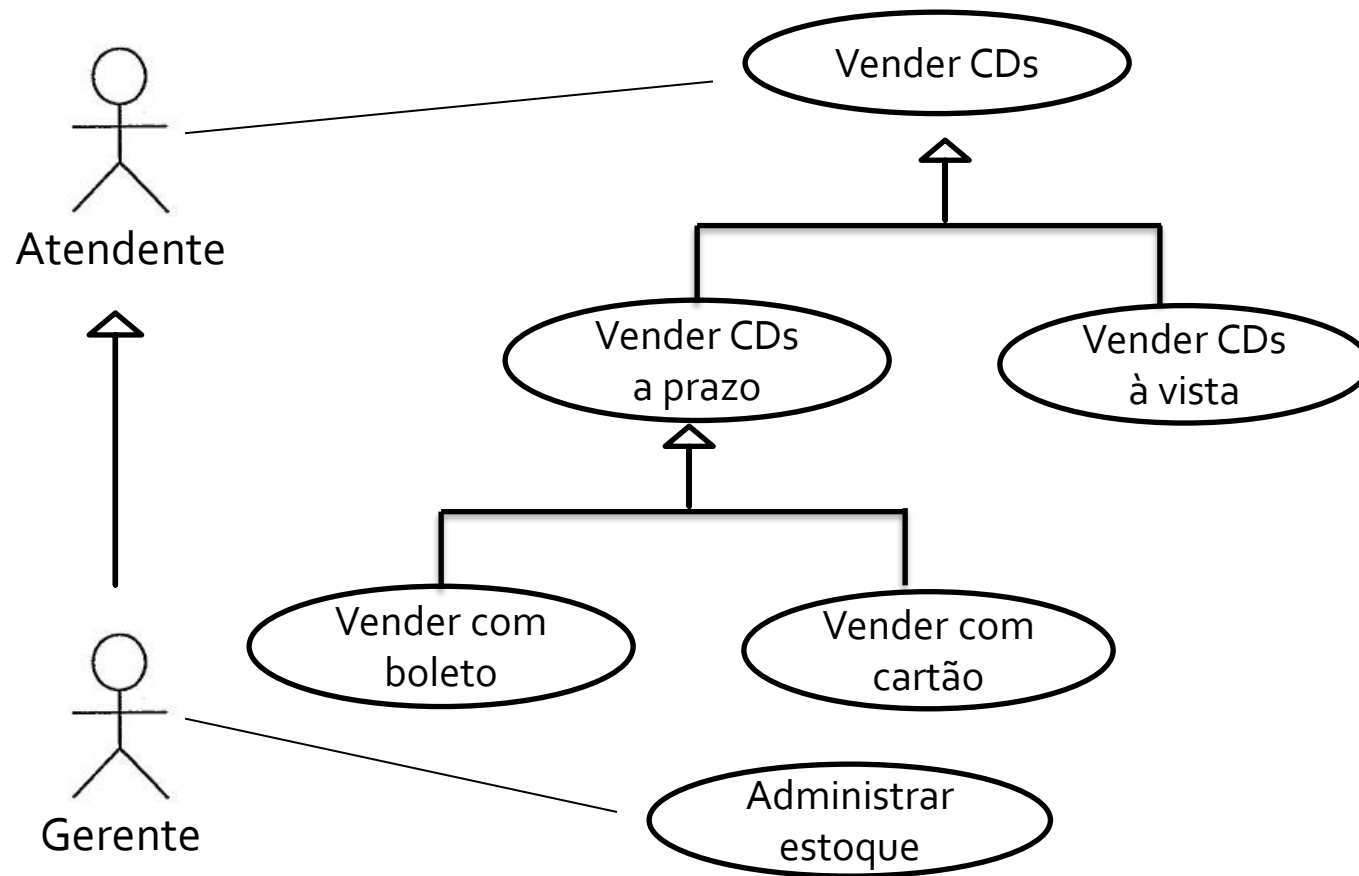 Vender CDs
Atendente
Vender CDs
a prazo
Vender CDs
à vista
Vender com
boleto
Vender com
cartão
Administrar
estoque
Gerente